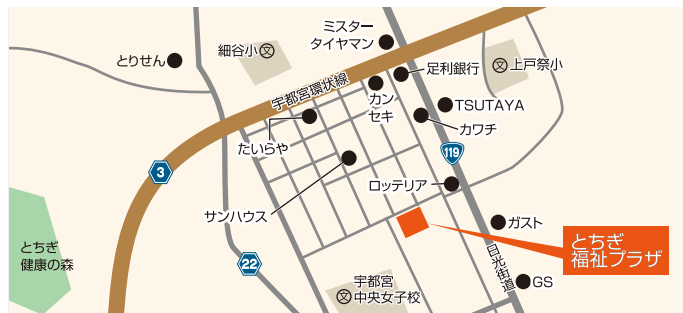 ミスター
タイヤマン
とりせん
細谷小
文
足利銀行
文
上戸祭小
宇都宮環状線
カン
セキ
TSUTAYA
カワチ
たいらや
119
3
ロッテリア
サンハウス
ガスト
とちぎ
福祉プラザ
とちぎ
健康の森
22
日光街道
GS
宇都宮
文
中央女子校